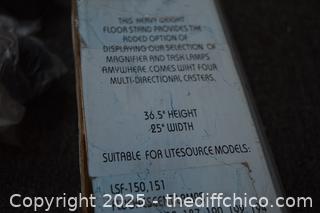 THIS HEAVY WEIGHT
FLOOR STAND PROVIDES THE
ADDED OPTION OF
DISPLAYING OUR SELECTION OF
MAGNIFIER AND TASK LAMPS
ANYWHERE. COMES WIHT FOUR
MULTI-DIRECTIONAL CASTERS.
36.5" HEIGHT
25" WIDTH
SUITABLE FOR LITESOURCE MODELS:
LSF-150,151
Copyright 2025 - thedifchico.com